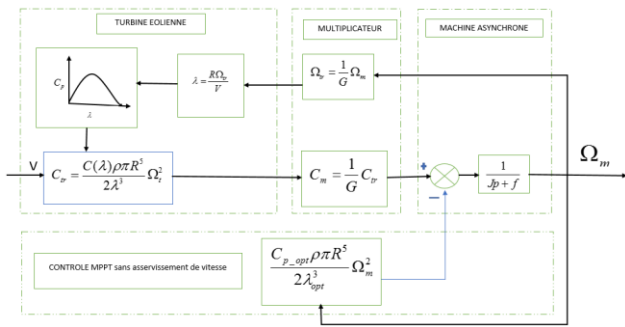 TURBINE EOLIENNE
MULTIPLICATEUR
MACHINE ASYNCHRONE
C_p
λ
λ = RΩ_tr / V
Ω_tr = 1/G Ω_m
V
C_tr = C(λ)ρπR^5 / 2λ^3 Ω_t^2
C_m = 1/G C_tr
+
−
1 / Jp + f
Ω_m
CONTROLE MPPT sans asservissement de vitesse
C_p_opt ρπR^5 / 2λ_opt^3 Ω_m^2